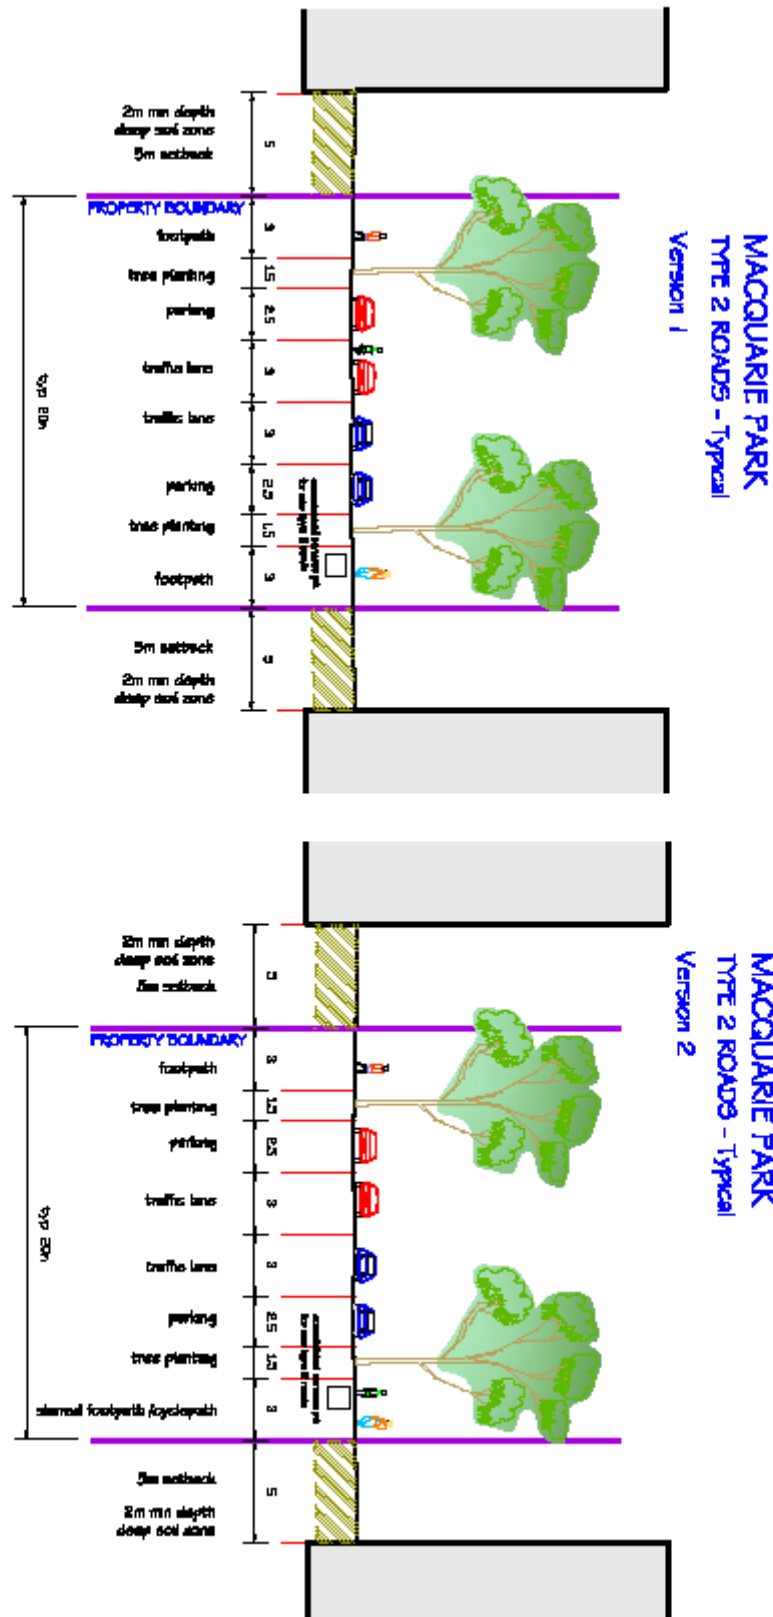 MACQUARIE PARK
TYPE 2 ROADS - Typical
Version 1
2m min depth
deep soil zone
5m setback
5
PROPERTY BOUNDARY
footpath
3
tree planting
1.5
parking
2.5
traffic lane
3
traffic lane
3
parking
2.5
tree planting
1.5
footpath
3
typ 20m
5m setback
5
2m min depth
deep soil zone
MACQUARIE PARK
TYPE 2 ROADS - Typical
Version 2
2m min depth
deep soil zone
5m setback
5
PROPERTY BOUNDARY
footpath
3
tree planting
1.5
parking
2.5
traffic lane
3
traffic lane
3
parking
2.5
tree planting
1.5
shared footpath /cyclepath
3
typ 20m
5m setback
5
2m min depth
deep soil zone